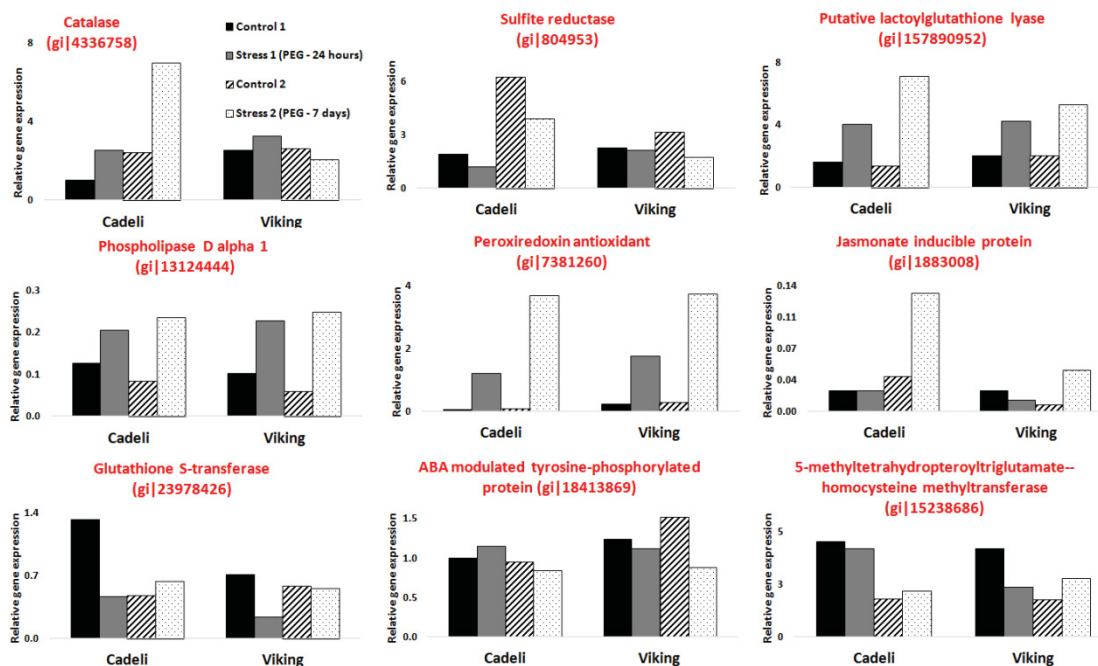 Catalase
(gi|4336758)
Relative gene expression
8
4
0
Control 1
Stress 1 (PEG - 24 hours)
Control 2
Stress 2 (PEG - 7 days)
Cadeli
Viking
Sulfite reductase
(gi|804953)
Relative gene expression
6
3
0
Cadeli
Viking
Putative lactoylglutathione lyase
(gi|157890952)
Relative gene expression
8
4
0
Cadeli
Viking
Phospholipase D alpha 1
(gi|13124444)
Relative gene expression
0.3
0.2
0.1
0.0
Cadeli
Viking
Peroxiredoxin antioxidant
(gi|7381260)
Relative gene expression
4
2
0
Cadeli
Viking
Jasmonate inducible protein
(gi|1883008)
Relative gene expression
0.14
0.11
0.07
0.04
0.00
Cadeli
Viking
Glutathione S-transferase
(gi|23978426)
Relative gene expression
1.4
0.7
0.0
Cadeli
Viking
ABA modulated tyrosine-phosphorylated
protein (gi|18413869)
Relative gene expression
1.5
1.0
0.5
0.0
Cadeli
Viking
5-methyltetrahydropteroyltriglutamate--
homocysteine methyltransferase
(gi|15238686)
Relative gene expression
5
3
0
Cadeli
Viking